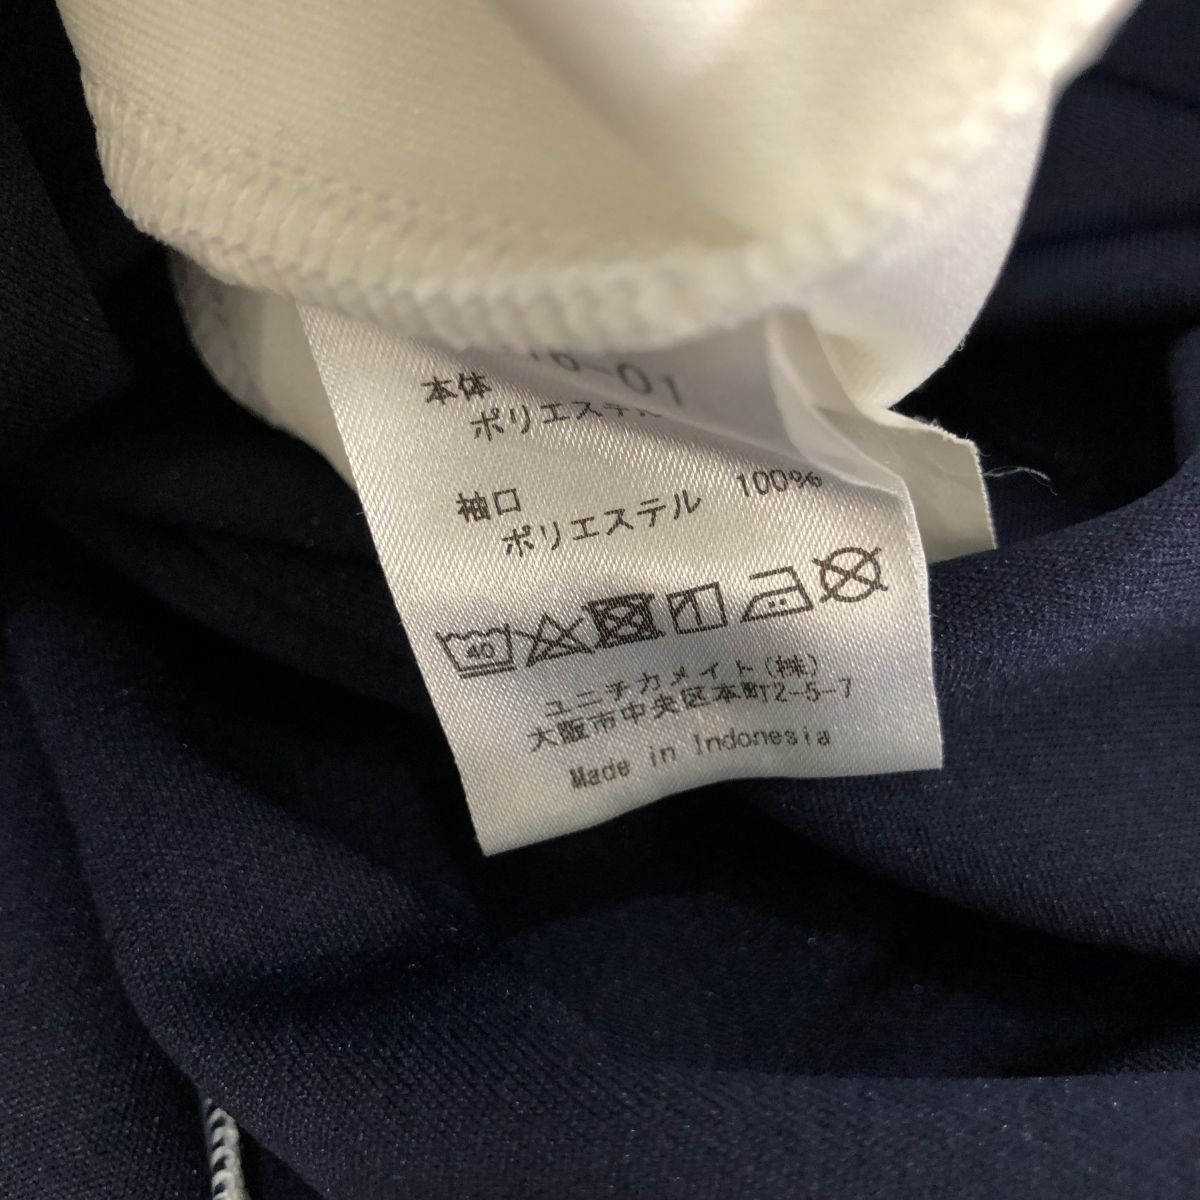 6-01
本体
ポリエステル
袖口
ポリエステル 100%
40
ユニチカメイト(株)
大阪市中央区本町2-5-7
Made in Indonesia